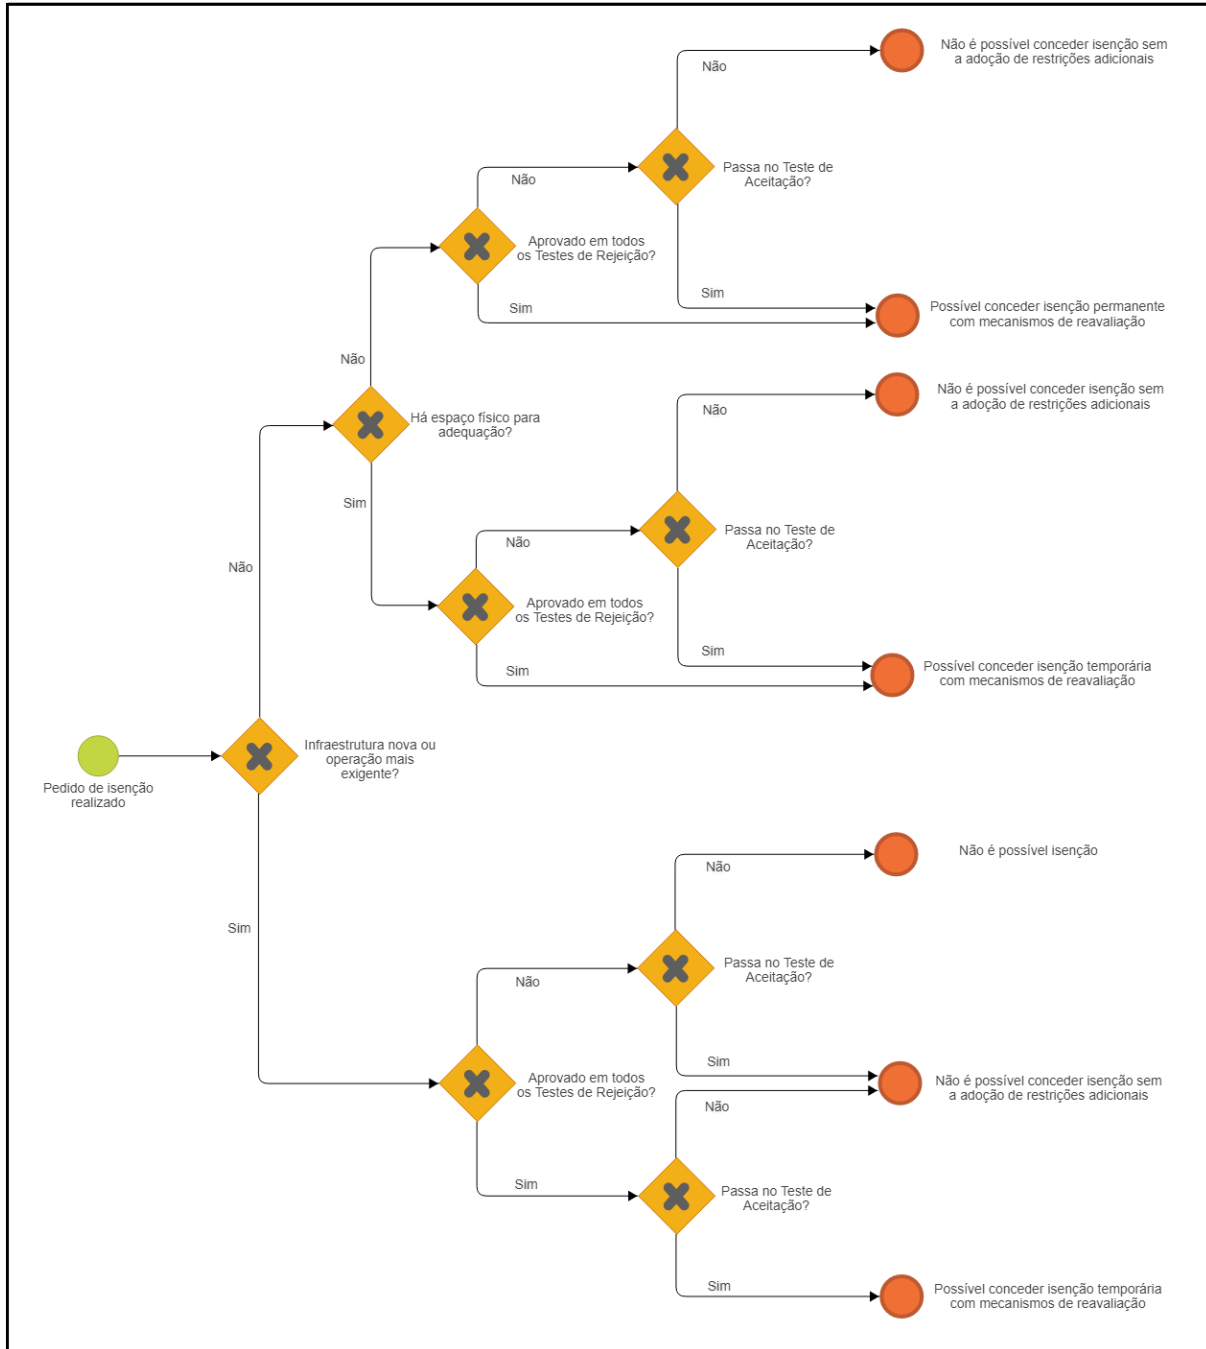 Não é possível conceder isenção sem
a adoção de restrições adicionais
Não
Passa no Teste de
Aceitação?
Não
Aprovado em todos
os Testes de Rejeição?
Sim
Sim
Possível conceder isenção permanente
com mecanismos de reavaliação
Não
Não é possível conceder isenção sem
a adoção de restrições adicionais
Não
Há espaço físico para
adequação?
Sim
Passa no Teste de
Aceitação?
Não
Não
Aprovado em todos
os Testes de Rejeição?
Sim
Sim
Possível conceder isenção temporária
com mecanismos de reavaliação
Infraestrutura nova ou
operação mais
exigente?
Pedido de isenção
realizado
Não é possível isenção
Não
Sim
Passa no Teste de
Aceitação?
Não
Sim
Aprovado em todos
os Testes de Rejeição?
Não é possível conceder isenção sem
a adoção de restrições adicionais
Não
Sim
Passa no Teste de
Aceitação?
Sim
Possível conceder isenção temporária
com mecanismos de reavaliação